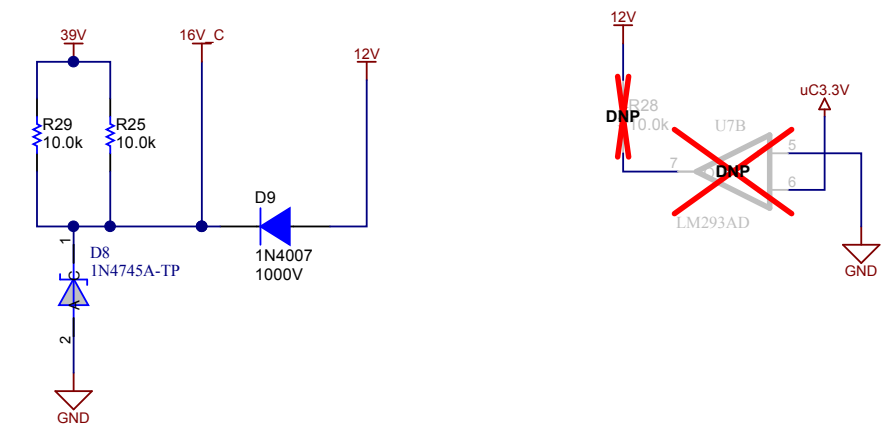 39V
16V_C
12V
R29
10.0k
R25
10.0k
D9
1N4007
1000V
1
D8
1N4745A-TP
C
A
2
GND
12V
R28
10.0k
DNP
uC3.3V
U7B
7
5
6
DNP
LM293AD
GND